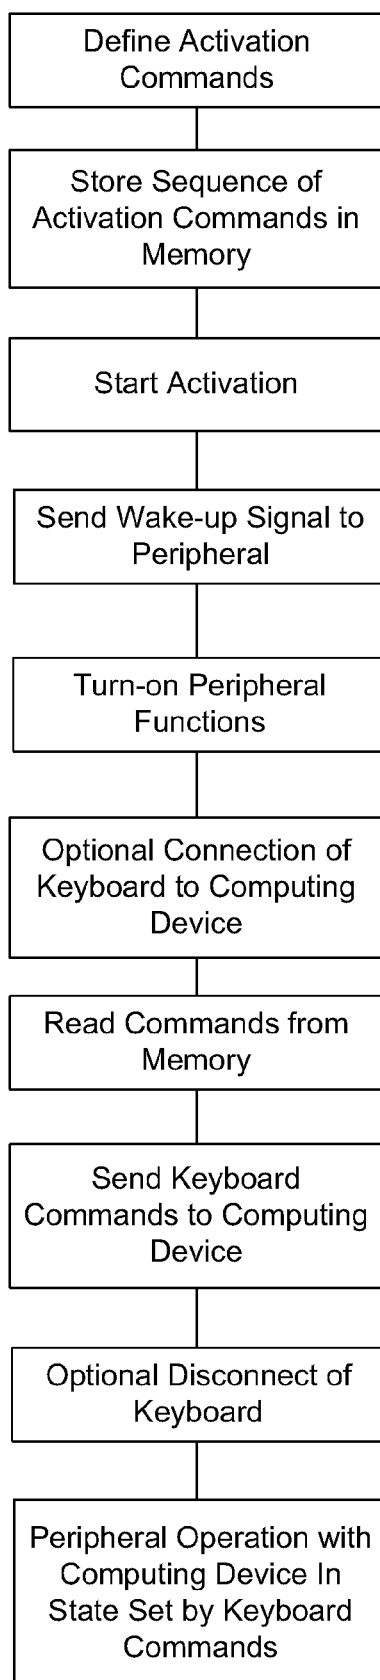 Define Activation
Commands
Store Sequence of
Activation Commands in
Memory
Start Activation
Send Wake-up Signal to
Peripheral
Turn-on Peripheral
Functions
Optional Connection of
Keyboard to Computing
Device
Read Commands from
Memory
Send Keyboard
Commands to Computing
Device
Optional Disconnect of
Keyboard
Peripheral Operation with
Computing Device In
State Set by Keyboard
Commands